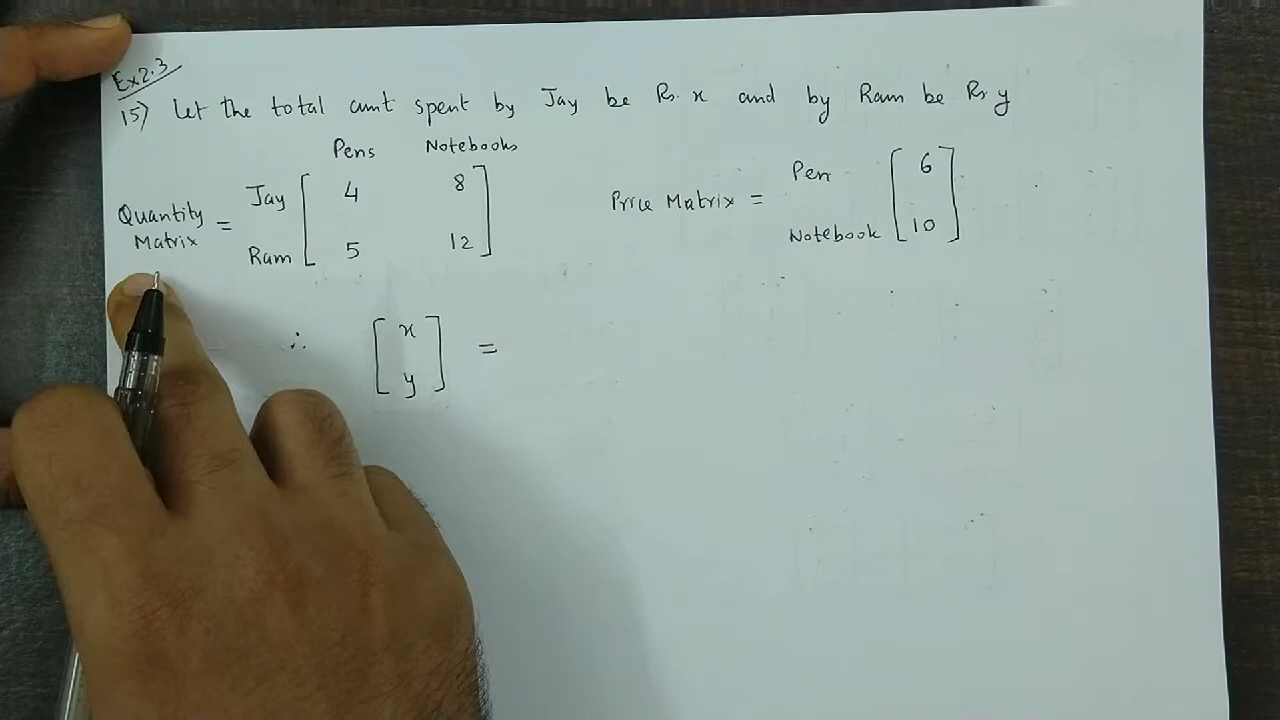 Ex 2.3
15) Let the total amt spent by Jay be Rs. x and by Ram be Rs y
Pens Notebooks
Quantity Matrix = Jay [ 4 8 ]
Ram [ 5 12 ]
Price Matrix = Pen [ 6 ]
Notebook [ 10 ]
∴ [ x
y ] =